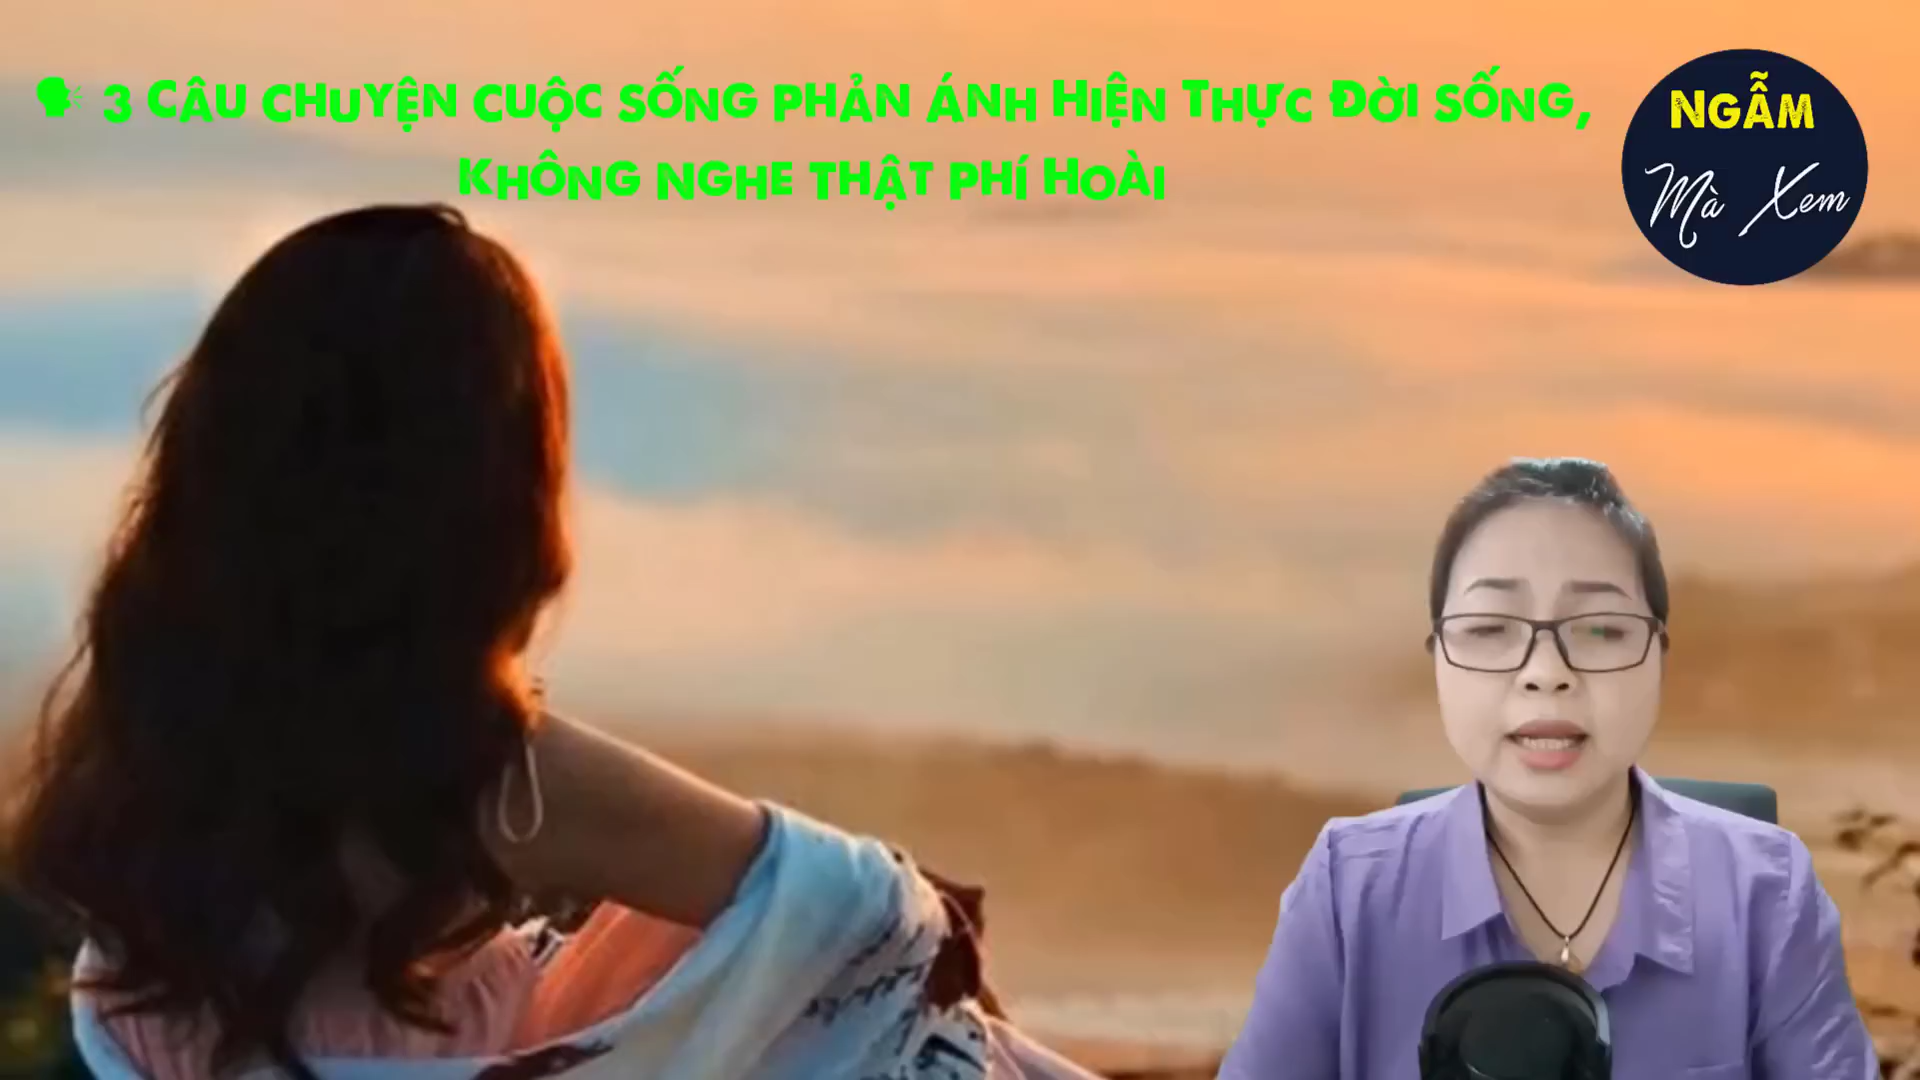 3 CÂU CHUYỆN CUỘC SỐNG PHẢN ÁNH HIỆN THỰC ĐỜI SỐNG,
KHÔNG NGHE THẬT PHÍ HOÀI
NGẪM
Mà Xem